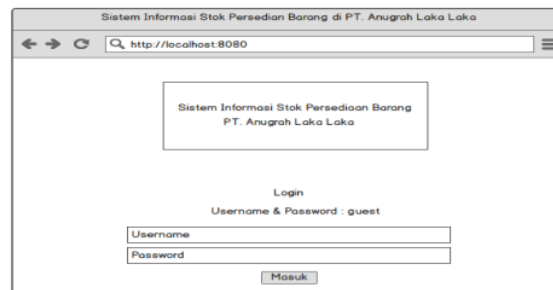 Sistem Informasi Stok Persedian Barang di PT. Anugrah Laka Laka
http://localhost:8080
Sistem Informasi Stok Persediaan Barang
PT. Anugrah Laka Laka
Login
Username & Password : guest
Username
Password
Masuk